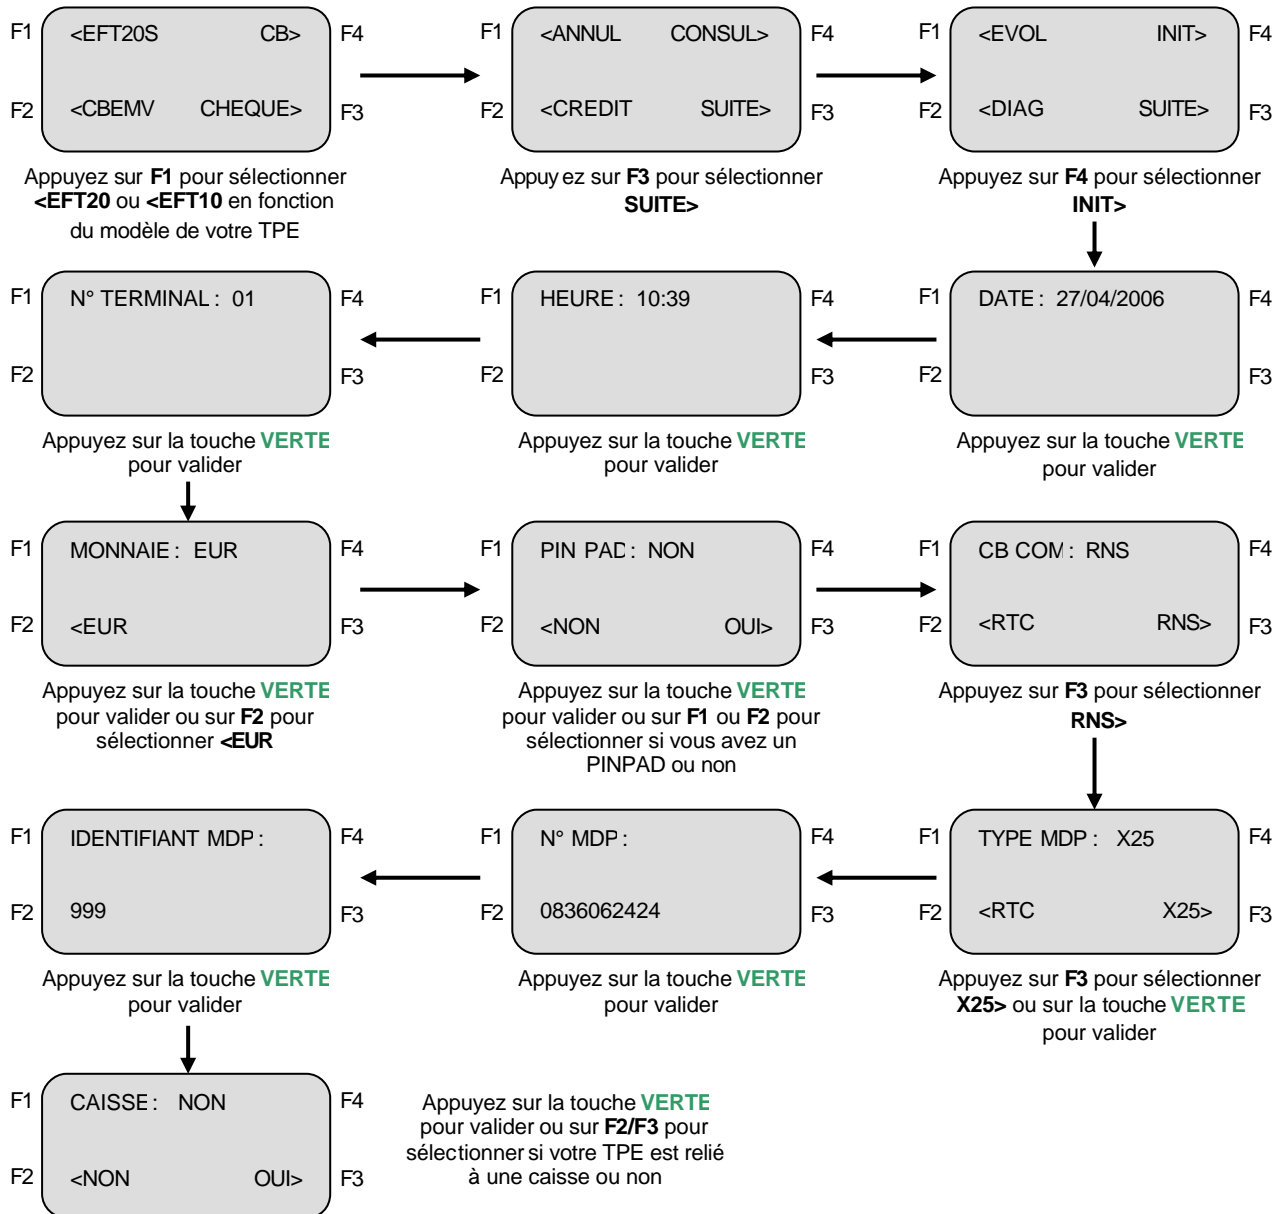 F1 <EFT20S CB> F4
F2 <CBEMV CHEQUE> F3
Appuyez sur F1 pour sélectionner
<EFT20 ou <EFT10 en fonction
du modèle de votre TPE
F1 <ANNUL CONSUL> F4
F2 <CREDIT SUITE> F3
Appuyez sur F3 pour sélectionner
SUITE>
F1 <EVOL INIT> F4
F2 <DIAG SUITE> F3
Appuyez sur F4 pour sélectionner
INIT>
F1 DATE : 27/04/2006 F4
F2 F3
Appuyez sur la touche VERTE
pour valider
F1 HEURE : 10:39 F4
F2 F3
Appuyez sur la touche VERTE
pour valider
F1 N° TERMINAL : 01 F4
F2 F3
Appuyez sur la touche VERTE
pour valider
F1 MONNAIE : EUR F4
F2 <EUR F3
Appuyez sur la touche VERTE
pour valider ou sur F2 pour
sélectionner <EUR
F1 PIN PAD : NON F4
F2 <NON OUI> F3
Appuyez sur la touche VERTE
pour valider ou sur F1 ou F2 pour
sélectionner si vous avez un
PINPAD ou non
F1 CB COM : RNS F4
F2 <RTC RNS> F3
Appuyez sur F3 pour sélectionner
RNS>
F1 TYPE MDP : X25 F4
F2 <RTC X25> F3
Appuyez sur F3 pour sélectionner
X25> ou sur la touche VERTE
pour valider
F1 N° MDP : F4
F2 0836062424 F3
Appuyez sur la touche VERTE
pour valider
F1 IDENTIFIANT MDP : F4
F2 999 F3
Appuyez sur la touche VERTE
pour valider
F1 CAISSE : NON F4
F2 <NON OUI> F3
Appuyez sur la touche VERTE
pour valider ou sur F2/F3 pour
sélectionner si votre TPE est relié
à une caisse ou non